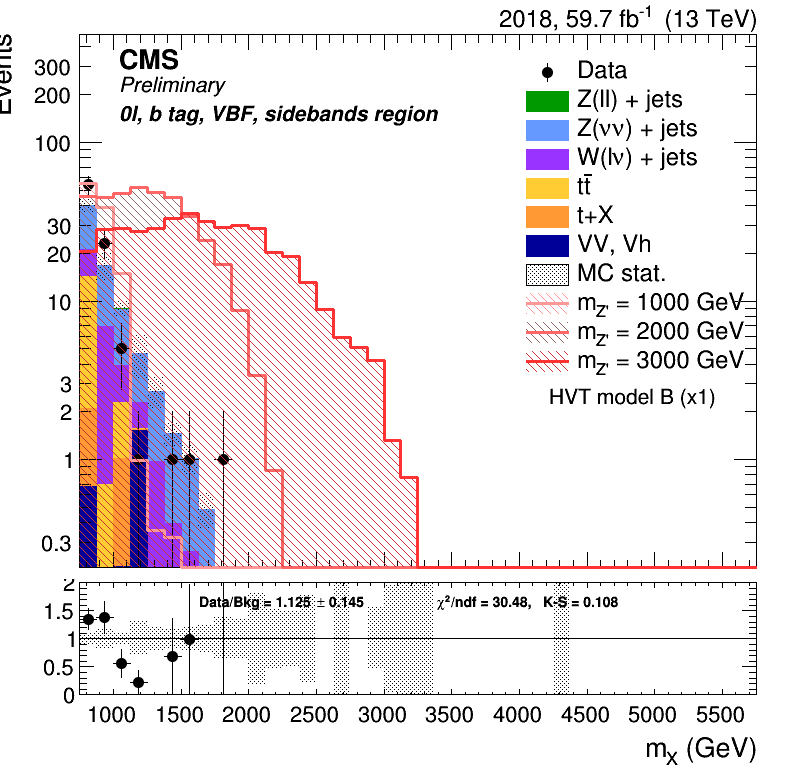 2018, 59.7 fb⁻¹ (13 TeV)
Events
CMS
Preliminary
0l, b tag, VBF, sidebands region
Data
Z(ll) + jets
Z(νν) + jets
W(lν) + jets
tt̄
t+X
VV, Vh
MC stat.
m_Z' = 1000 GeV
m_Z' = 2000 GeV
m_Z' = 3000 GeV
HVT model B (x1)
300
200
100
30
20
10
3
2
1
0.3
Data/Bkg = 1.125 ± 0.145
χ²/ndf = 30.48, K-S = 0.108
2
1.5
1
0.5
0
1000 1500 2000 2500 3000 3500 4000 4500 5000 5500
m_X (GeV)